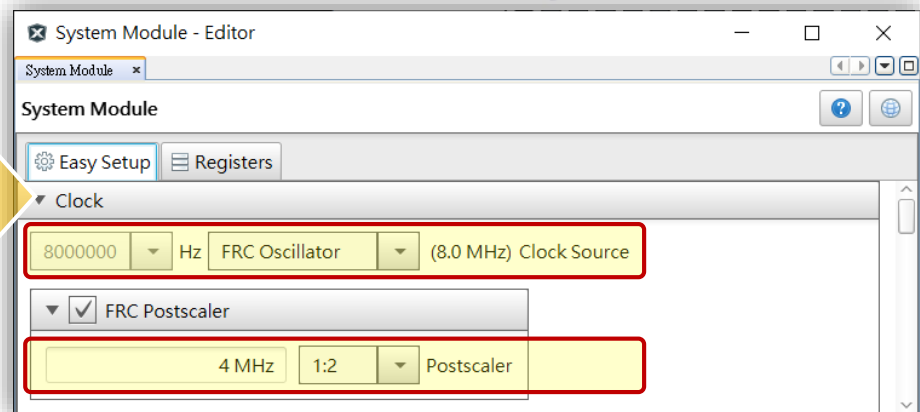 System Module - Editor
System Module ×
System Module
Easy Setup Registers
Clock
8000000 Hz FRC Oscillator (8.0 MHz) Clock Source
FRC Postscaler
4 MHz 1:2 Postscaler